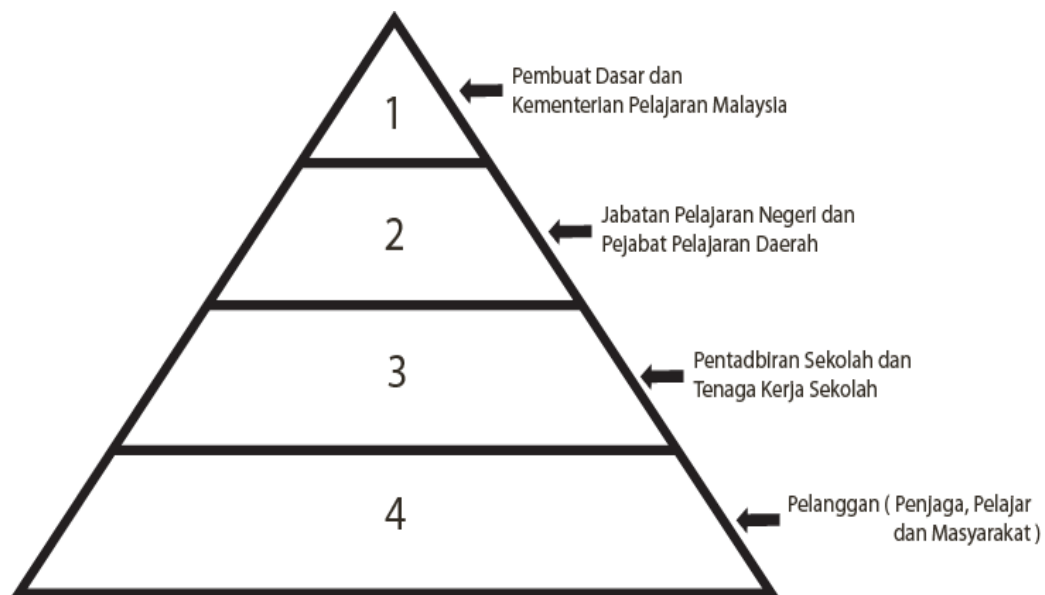 1
Pembuat Dasar dan
Kementerian Pelajaran Malaysia
2
Jabatan Pelajaran Negeri dan
Pejabat Pelajaran Daerah
3
Pentadbiran Sekolah dan
Tenaga Kerja Sekolah
4
Pelanggan ( Penjaga, Pelajar
dan Masyarakat )